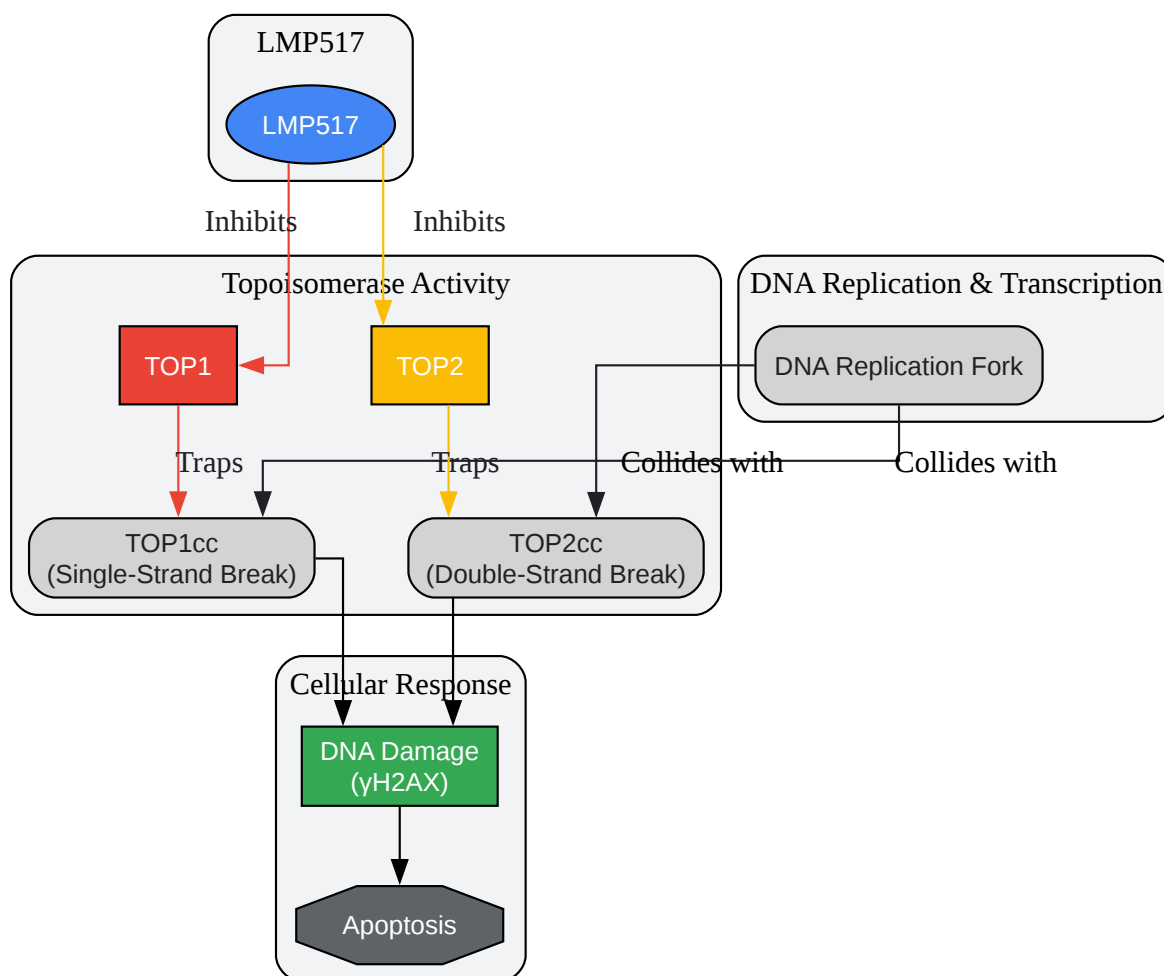 LMP517
LMP517
Inhibits
Inhibits
Topoisomerase Activity
DNA Replication & Transcription
TOP1
TOP2
DNA Replication Fork
Traps
Traps
Collides with
Collides with
TOP1cc
(Single-Strand Break)
TOP2cc
(Double-Strand Break)
Cellular Response
DNA Damage
(γH2AX)
Apoptosis